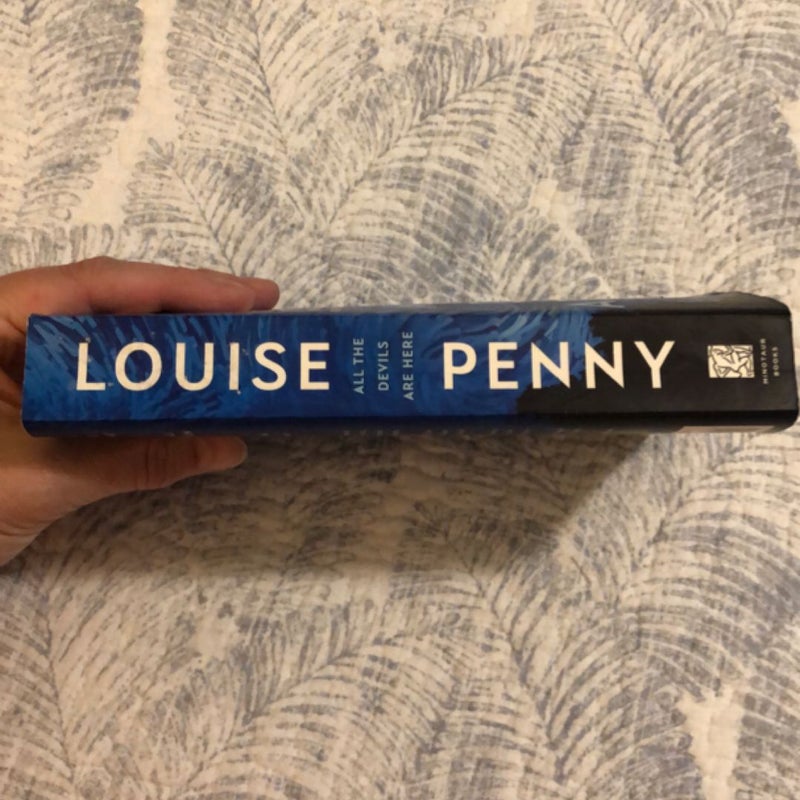 LOUISE
ALL THE
DEVILS
ARE HERE
PENNY
MINOTAUR
BOOKS